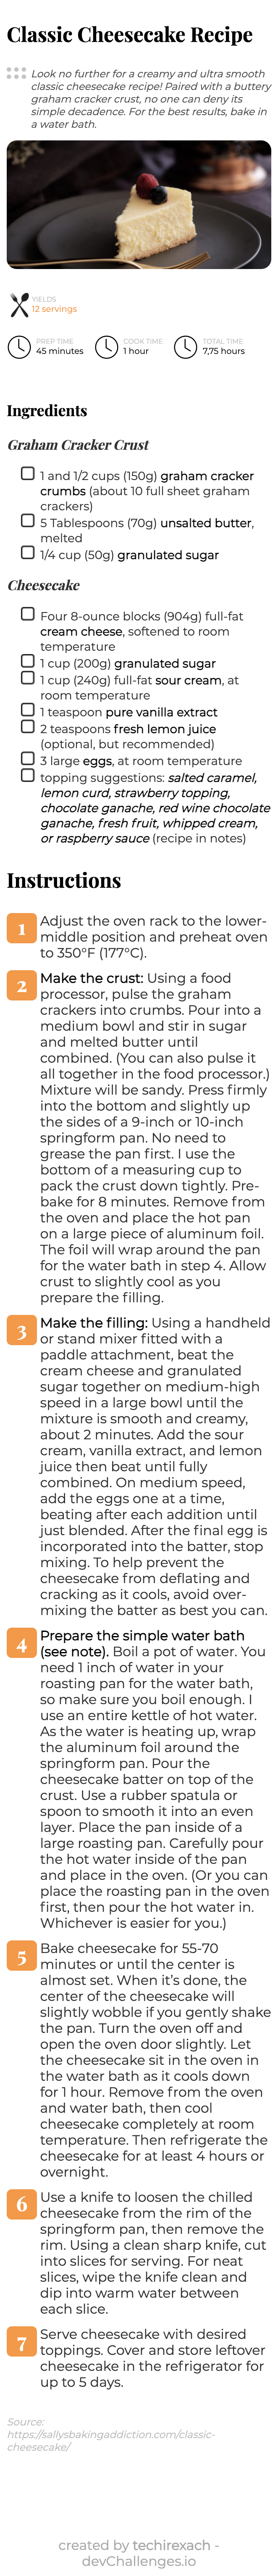 Classic Cheesecake Recipe
Look no further for a creamy and ultra smooth
classic cheesecake recipe! Paired with a buttery
graham cracker crust, no one can deny its
simple decadence. For the best results, bake in
a water bath.
YIELDS
12 servings
PREP TIME
45 minutes
COOK TIME
1 hour
TOTAL TIME
7,75 hours
Ingredients
Graham Cracker Crust
1 and 1/2 cups (150g) graham cracker
crumbs (about 10 full sheet graham
crackers)
5 Tablespoons (70g) unsalted butter,
melted
1/4 cup (50g) granulated sugar
Cheesecake
Four 8-ounce blocks (904g) full-fat
cream cheese, softened to room
temperature
1 cup (200g) granulated sugar
1 cup (240g) full-fat sour cream, at
room temperature
1 teaspoon pure vanilla extract
2 teaspoons fresh lemon juice
(optional, but recommended)
3 large eggs, at room temperature
topping suggestions: salted caramel,
lemon curd, strawberry topping,
chocolate ganache, red wine chocolate
ganache, fresh fruit, whipped cream,
or raspberry sauce (recipe in notes)
Instructions
1 Adjust the oven rack to the lower-
middle position and preheat oven
to 350°F (177°C).
2 Make the crust: Using a food
processor, pulse the graham
crackers into crumbs. Pour into a
medium bowl and stir in sugar
and melted butter until
combined. (You can also pulse it
all together in the food processor.)
Mixture will be sandy. Press firmly
into the bottom and slightly up
the sides of a 9-inch or 10-inch
springform pan. No need to
grease the pan first. I use the
bottom of a measuring cup to
pack the crust down tightly. Pre-
bake for 8 minutes. Remove from
the oven and place the hot pan
on a large piece of aluminum foil.
The foil will wrap around the pan
for the water bath in step 4. Allow
crust to slightly cool as you
prepare the filling.
3 Make the filling: Using a handheld
or stand mixer fitted with a
paddle attachment, beat the
cream cheese and granulated
sugar together on medium-high
speed in a large bowl until the
mixture is smooth and creamy,
about 2 minutes. Add the sour
cream, vanilla extract, and lemon
juice then beat until fully
combined. On medium speed,
add the eggs one at a time,
beating after each addition until
just blended. After the final egg is
incorporated into the batter, stop
mixing. To help prevent the
cheesecake from deflating and
cracking as it cools, avoid over-
mixing the batter as best you can.
4 Prepare the simple water bath
(see note). Boil a pot of water. You
need 1 inch of water in your
roasting pan for the water bath,
so make sure you boil enough. I
use an entire kettle of hot water.
As the water is heating up, wrap
the aluminum foil around the
springform pan. Pour the
cheesecake batter on top of the
crust. Use a rubber spatula or
spoon to smooth it into an even
layer. Place the pan inside of a
large roasting pan. Carefully pour
the hot water inside of the pan
and place in the oven. (Or you can
place the roasting pan in the oven
first, then pour the hot water in.
Whichever is easier for you.)
5 Bake cheesecake for 55-70
minutes or until the center is
almost set. When it's done, the
center of the cheesecake will
slightly wobble if you gently shake
the pan. Turn the oven off and
open the oven door slightly. Let
the cheesecake sit in the oven in
the water bath as it cools down
for 1 hour. Remove from the oven
and water bath, then cool
cheesecake completely at room
temperature. Then refrigerate the
cheesecake for at least 4 hours or
overnight.
6 Use a knife to loosen the chilled
cheesecake from the rim of the
springform pan, then remove the
rim. Using a clean sharp knife, cut
into slices for serving. For neat
slices, wipe the knife clean and
dip into warm water between
each slice.
7 Serve cheesecake with desired
toppings. Cover and store leftover
cheesecake in the refrigerator for
up to 5 days.
Source:
https://sallysbakingaddiction.com/classic-
cheesecake/
created by techirexach -
devChallenges.io